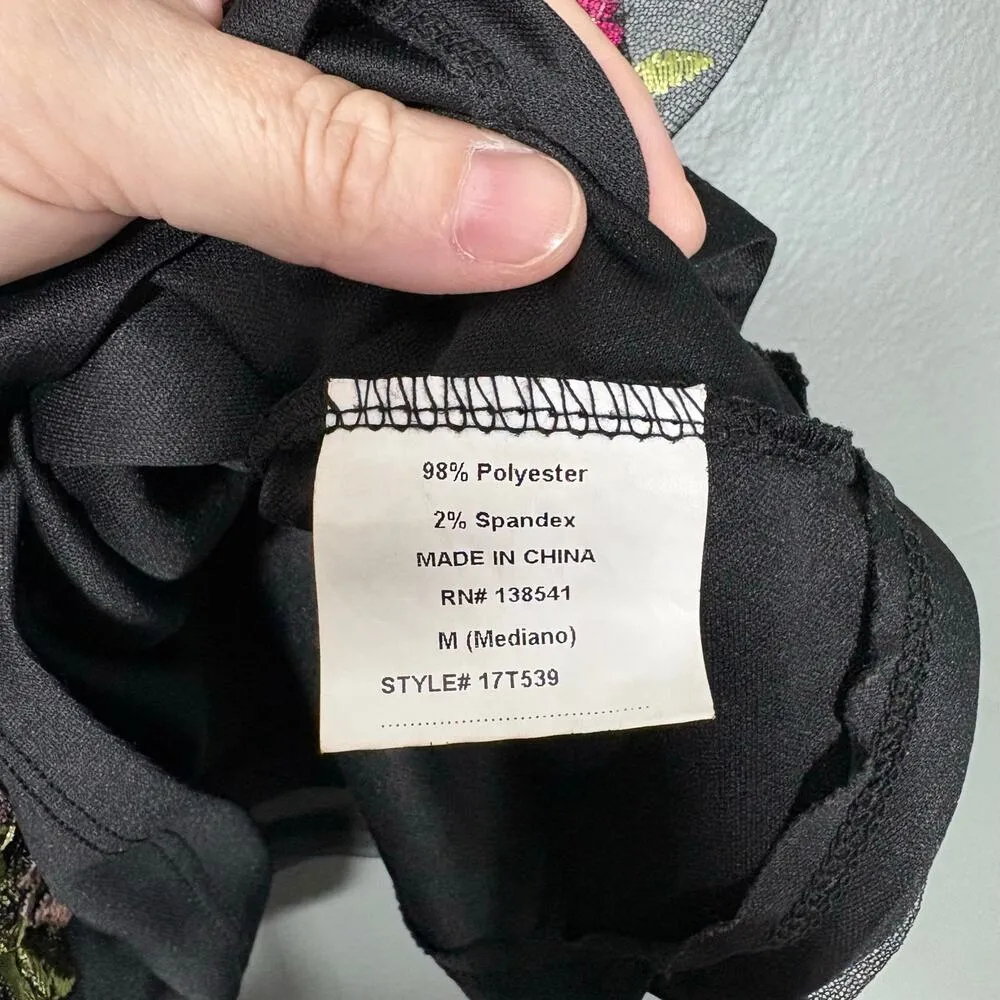 98% Polyester
2% Spandex
MADE IN CHINA
RN# 138541
M (Mediano)
STYLE# 17T539